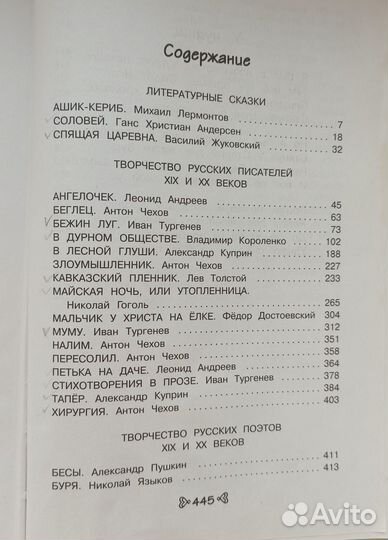 Содержание
ЛИТЕРАТУРНЫЕ СКАЗКИ
АШИК-КЕРИБ. Михаил Лермонтов 7
СОЛОВЕЙ. Ганс Христиан Андерсен 18
СПЯЩАЯ ЦАРЕВНА. Василий Жуковский 32
ТВОРЧЕСТВО РУССКИХ ПИСАТЕЛЕЙ
XIX И XX ВЕКОВ
АНГЕЛОЧЕК. Леонид Андреев 45
БЕГЛЕЦ. Антон Чехов 63
БЕЖИН ЛУГ. Иван Тургенев 73
В ДУРНОМ ОБЩЕСТВЕ. Владимир Короленко 102
В ЛЕСНОЙ ГЛУШИ. Александр Куприн 188
ЗЛОУМЫШЛЕННИК. Антон Чехов 227
КАВКАЗСКИЙ ПЛЕННИК. Лев Толстой 233
МАЙСКАЯ НОЧЬ, ИЛИ УТОПЛЕННИЦА.
Николай Гоголь 265
МАЛЬЧИК У ХРИСТА НА ЁЛКЕ. Фёдор Достоевский 304
МУМУ. Иван Тургенев 312
НАЛИМ. Антон Чехов 351
ПЕРЕСОЛИЛ. Антон Чехов 358
ПЕТЬКА НА ДАЧЕ. Леонид Андреев 364
СТИХОТВОРЕНИЯ В ПРОЗЕ. Иван Тургенев 378
ТАПЁР. Александр Куприн 384
ХИРУРГИЯ. Антон Чехов 403
ТВОРЧЕСТВО РУССКИХ ПОЭТОВ
XIX И XX ВЕКОВ
БЕСЫ. Александр Пушкин 411
БУРЯ. Николай Языков 413
445
Avito